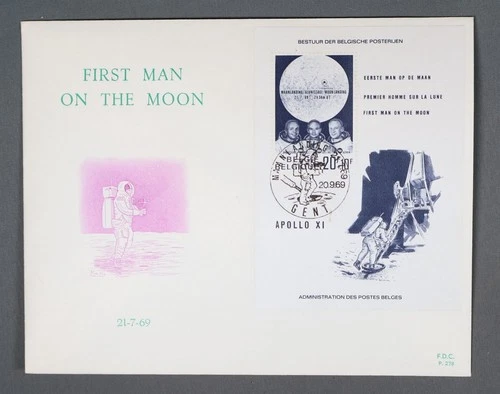 FIRST MAN
ON THE MOON
21-7-69
BESTUUR DER BELGISCHE POSTERIJEN
EERSTE MAN OP DE MAAN
PREMIER HOMME SUR LA LUNE
FIRST MAN ON THE MOON
BELGIE
BELGIQUE
20
20.9.69
GENT
APOLLO XI
ADMINISTRATION DES POSTES BELGES
F.D.C.